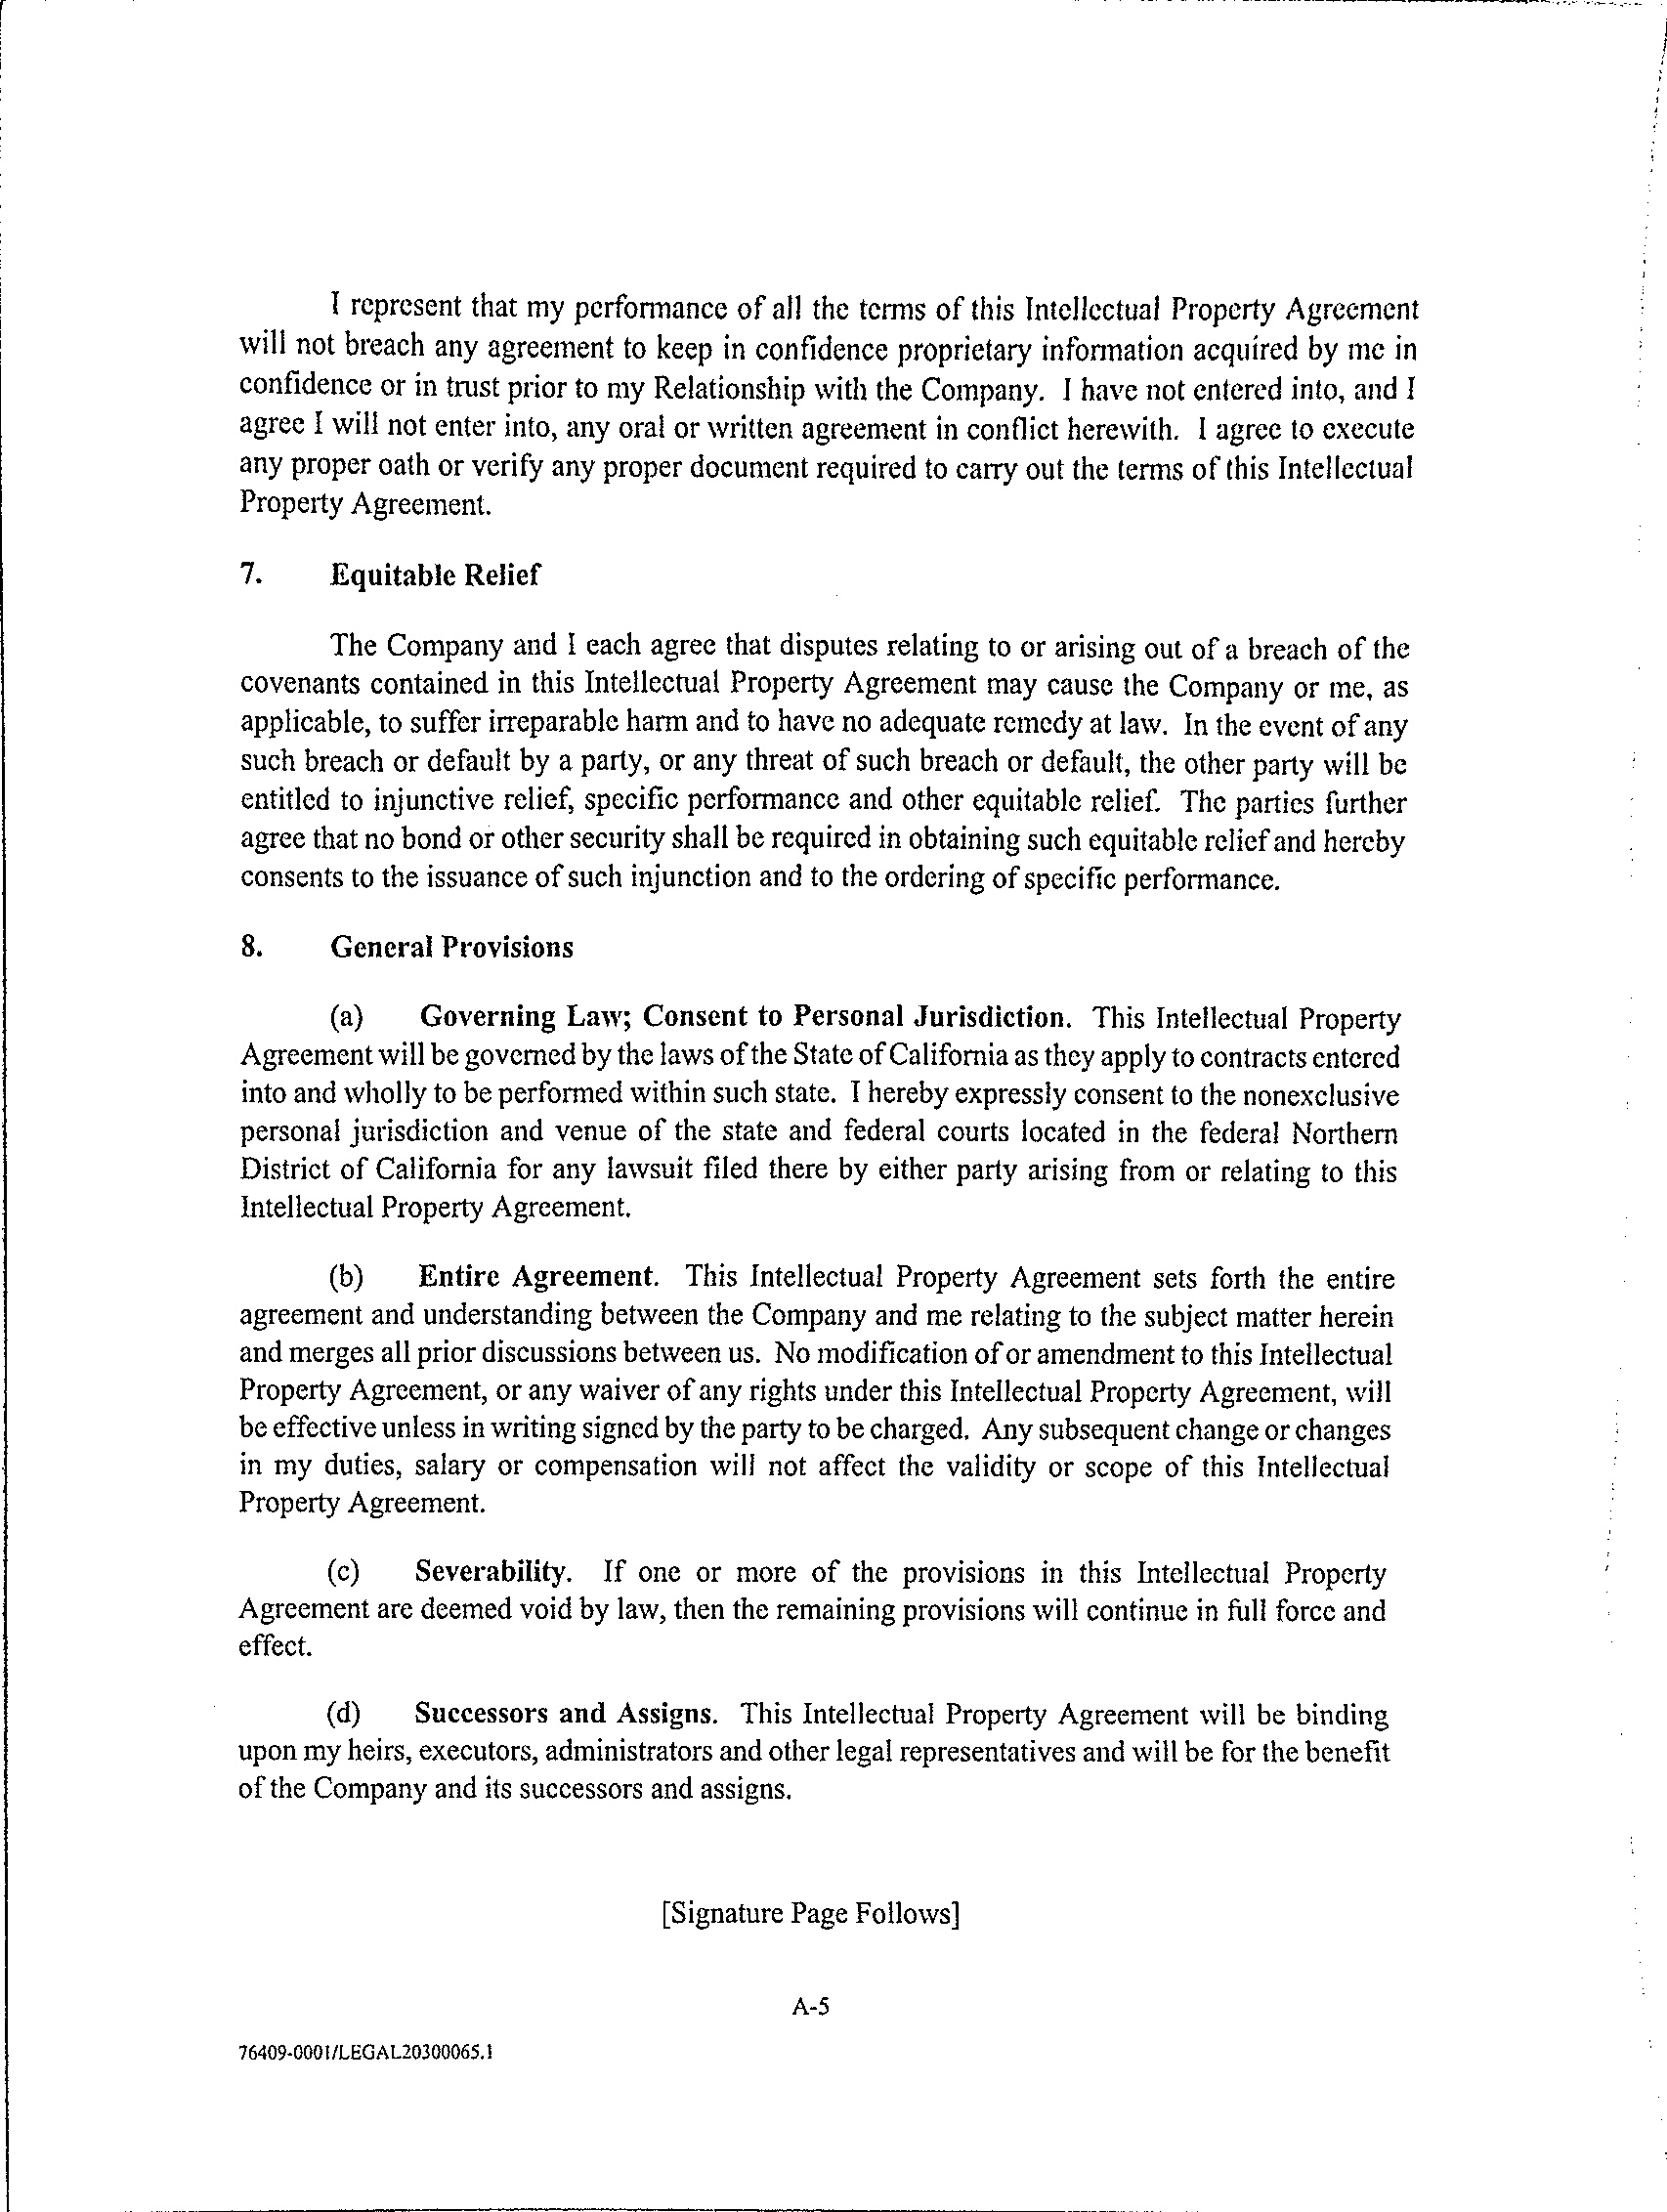 I represent that my performance of all the terms of this Intellectual Property Agreement
will not breach any agreement to keep in confidence proprietary information acquired by me in
confidence or in trust prior to my Relationship with the Company. I have not entered into, and I
agree I will not enter into, any oral or written agreement in conflict herewith. I agree to execute
any proper oath or verify any proper document required to carry out the terms of this Intellectual
Property Agreement.
7. Equitable Relief
The Company and I each agree that disputes relating to or arising out of a breach of the
covenants contained in this Intellectual Property Agreement may cause the Company or me, as
applicable, to suffer irreparable harm and to have no adequate remedy at law. In the event of any
such breach or default by a party, or any threat of such breach or default, the other party will be
entitled to injunctive relief, specific performance and other equitable relief. The parties further
agree that no bond or other security shall be required in obtaining such equitable relief and hereby
consents to the issuance of such injunction and to the ordering of specific performance.
8. General Provisions
(a) Governing Law; Consent to Personal Jurisdiction. This Intellectual Property
Agreement will be governed by the laws of the State of California as they apply to contracts entered
into and wholly to be performed within such state. I hereby expressly consent to the nonexclusive
personal jurisdiction and venue of the state and federal courts located in the federal Northern
District of California for any lawsuit filed there by either party arising from or relating to this
Intellectual Property Agreement.
(b) Entire Agreement. This Intellectual Property Agreement sets forth the entire
agreement and understanding between the Company and me relating to the subject matter herein
and merges all prior discussions between us. No modification of or amendment to this Intellectual
Property Agreement, or any waiver of any rights under this Intellectual Property Agreement, will
be effective unless in writing signed by the party to be charged. Any subsequent change or changes
in my duties, salary or compensation will not affect the validity or scope of this Intellectual
Property Agreement.
(c) Severability. If one or more of the provisions in this Intellectual Property
Agreement are deemed void by law, then the remaining provisions will continue in full force and
effect.
(d) Successors and Assigns. This Intellectual Property Agreement will be binding
upon my heirs, executors, administrators and other legal representatives and will be for the benefit
of the Company and its successors and assigns.
[Signature Page Follows]
A-5
76409-0001/LEGAL20300065.1